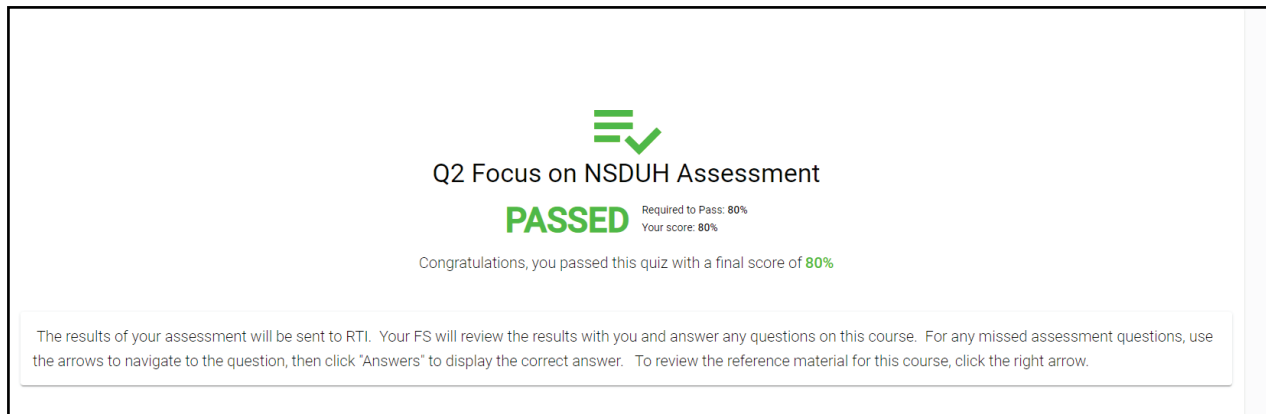 Q2 Focus on NSDUH Assessment
PASSED
Required to Pass: 80%
Your score: 80%
Congratulations, you passed this quiz with a final score of 80%
The results of your assessment will be sent to RTI.  Your FS will review the results with you and answer any questions on this course.  For any missed assessment questions, use
the arrows to navigate to the question, then click "Answers" to display the correct answer.   To review the reference material for this course, click the right arrow.